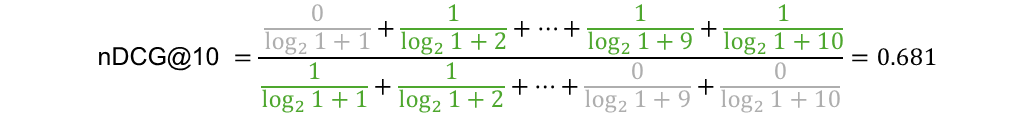 0 1 1 1
log₂ 1 + 1 + log₂ 1 + 2 + ⋯ + log₂ 1 + 9 + log₂ 1 + 10
nDCG@10 = = 0.681
1 1 0 0
log₂ 1 + 1 + log₂ 1 + 2 + ⋯ + log₂ 1 + 9 + log₂ 1 + 10